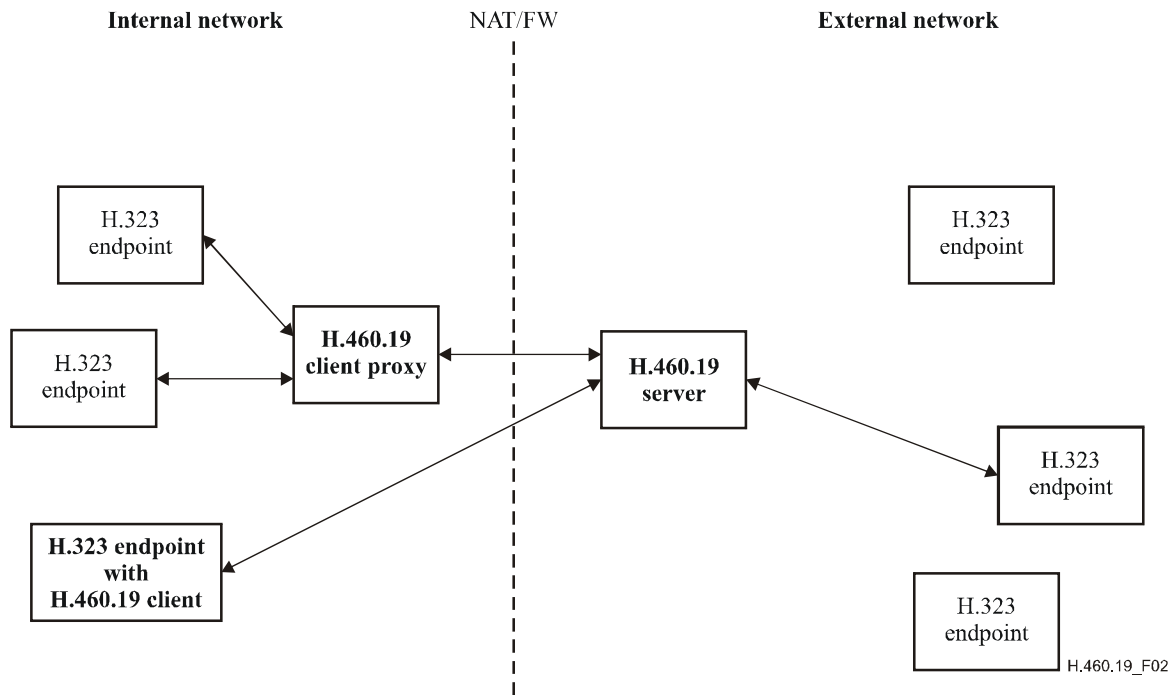 Internal network
NAT/FW
External network
H.323
endpoint
H.323
endpoint
H.460.19
client proxy
H.323
endpoint
H.460.19
server
H.323
endpoint
H.323 endpoint
with
H.460.19 client
H.323
endpoint
H.460.19_F02